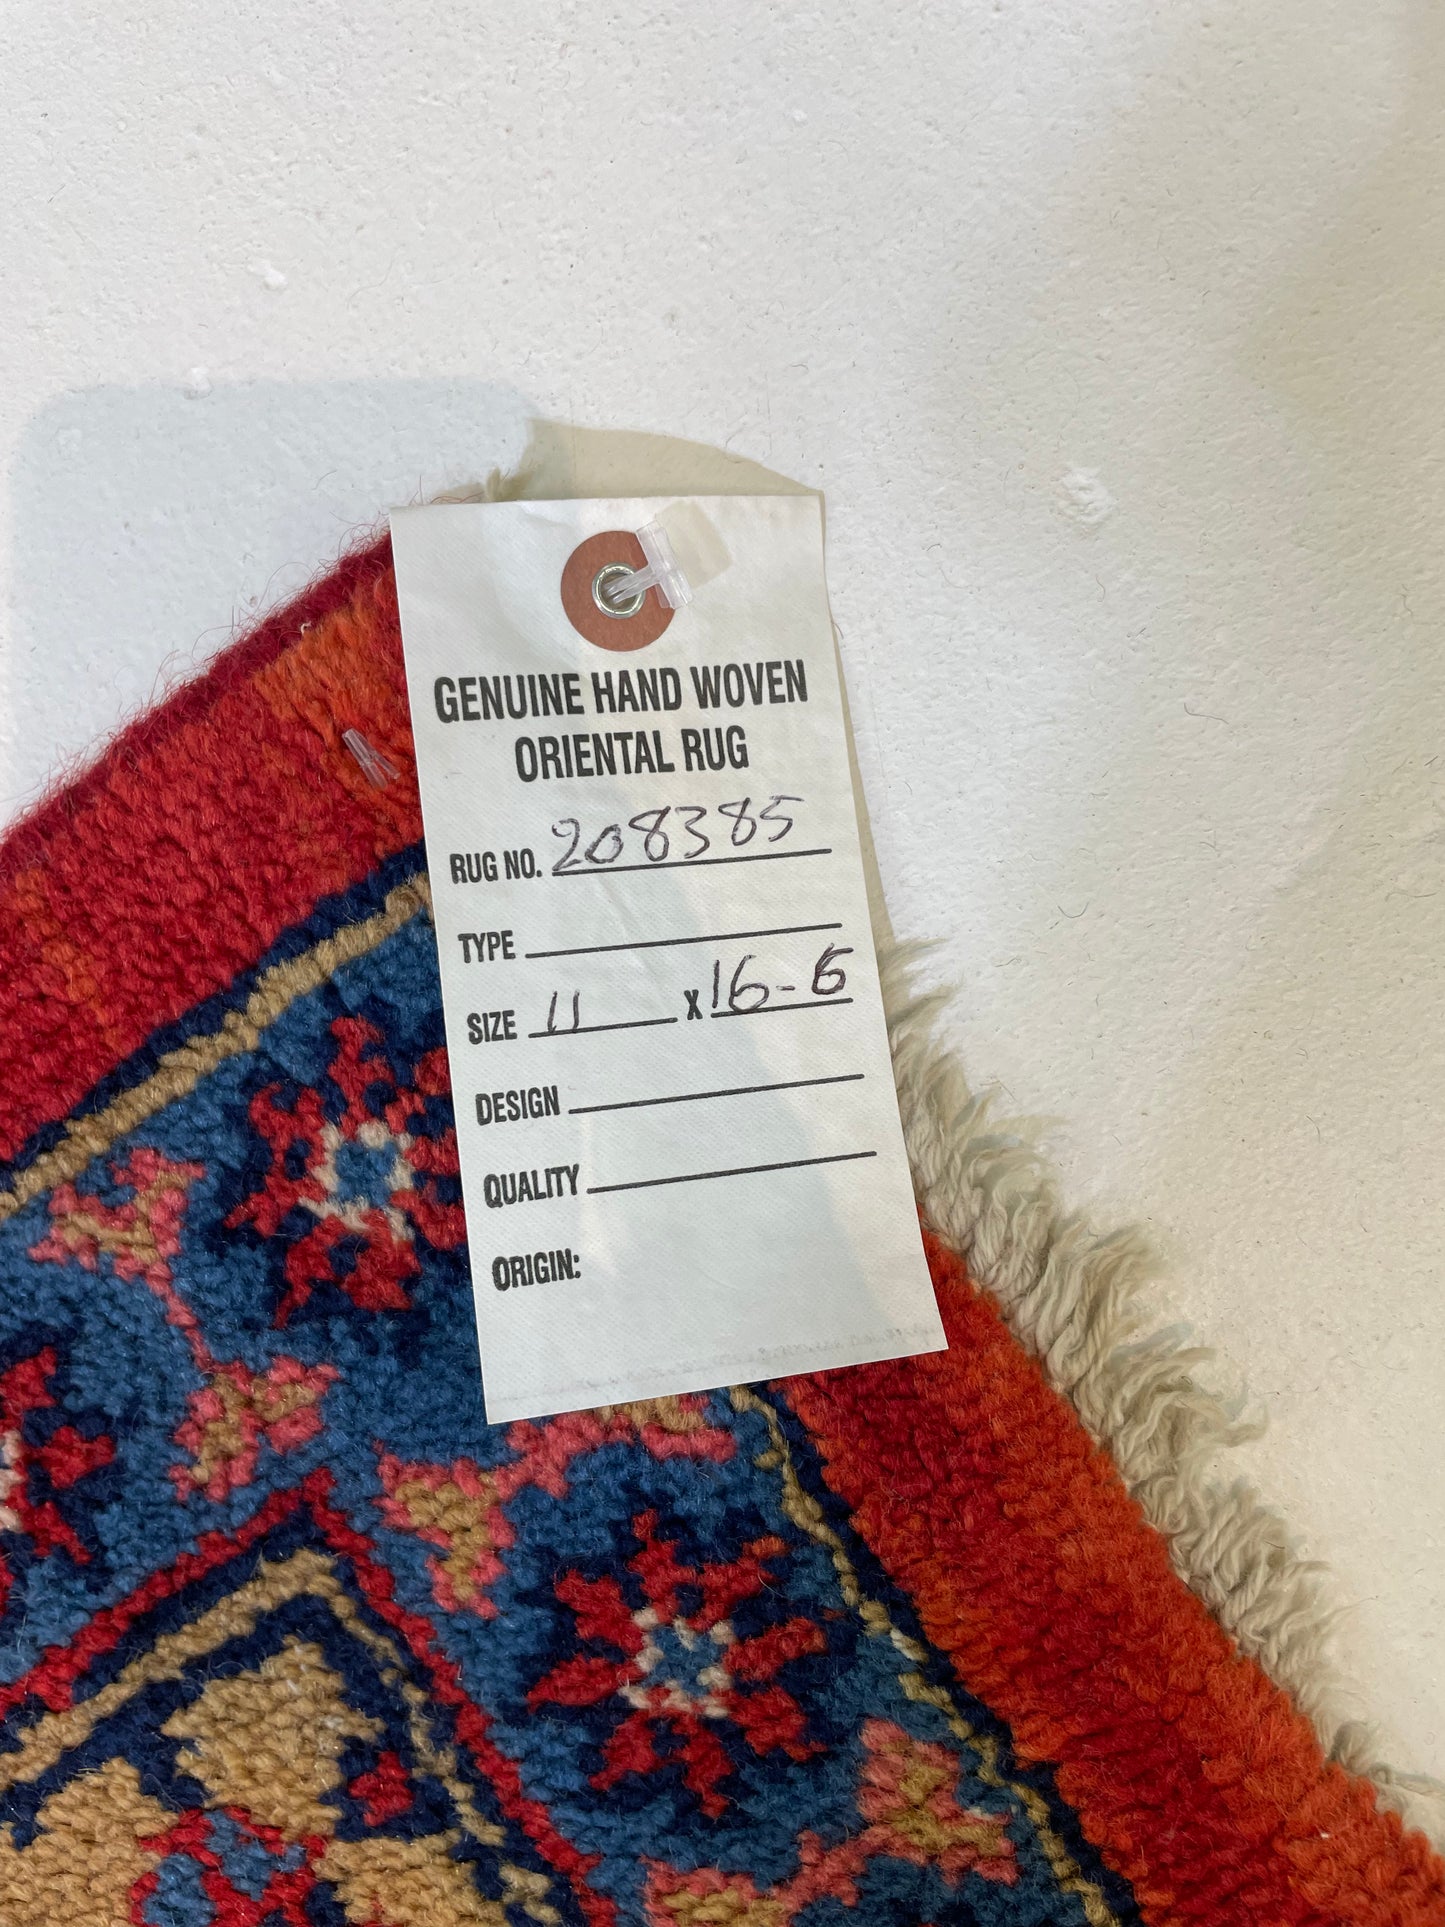 GENUINE HAND WOVEN
ORIENTAL RUG
RUG NO. 208385
TYPE
SIZE 11 X 16-6
DESIGN
QUALITY
ORIGIN: